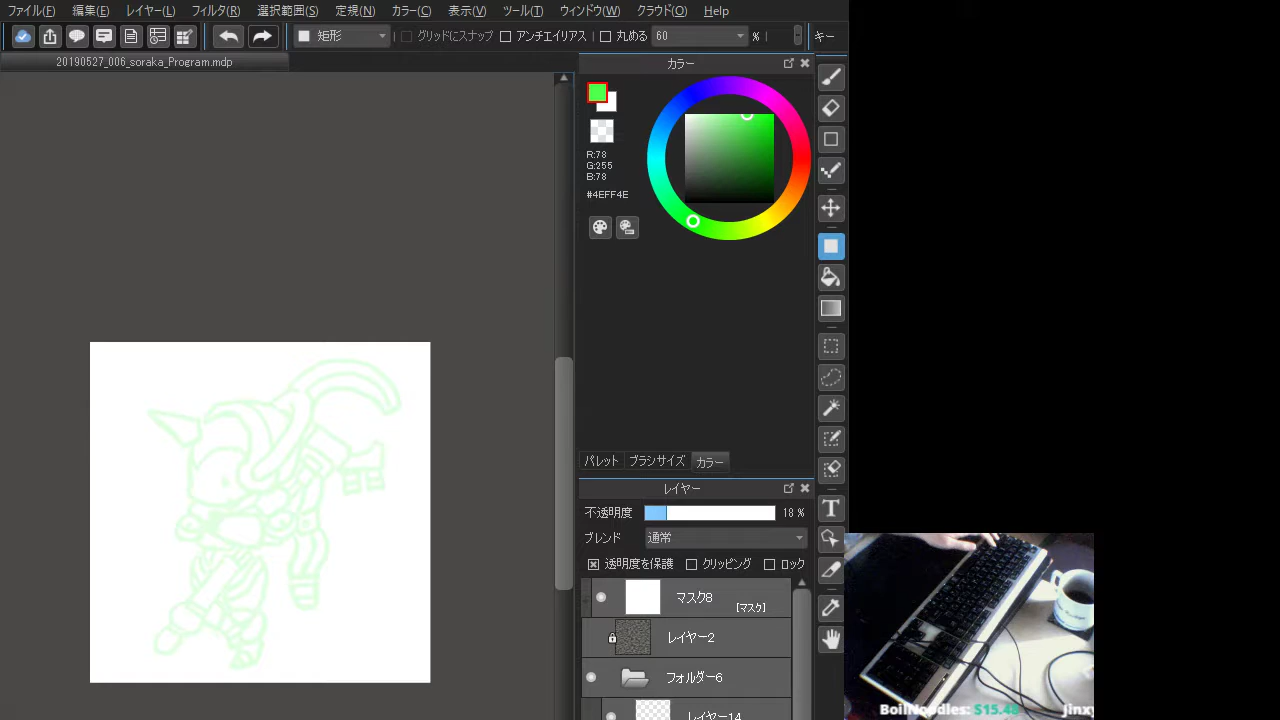 ファイル(F) 編集(E) レイヤー(L) フィルタ(R) 選択範囲(S) 定規(N) カラー(C) 表示(V) ツール(T) ウィンドウ(W) クラウド(O) Help
矩形 グリッドにスナップ アンチエイリアス 丸める 60 % キー
20190527_006_soraka_Program.mdp
カラー
R:78
G:255
B:78
#4EFF4E
パレット ブラシサイズ カラー
レイヤー
不透明度 18 %
ブレンド 通常
透明度を保護 クリッピング ロック
マスク8
[マスク]
レイヤー2
フォルダー6
レイヤー14
T
BoilNoodles: $15.48 Jinxy